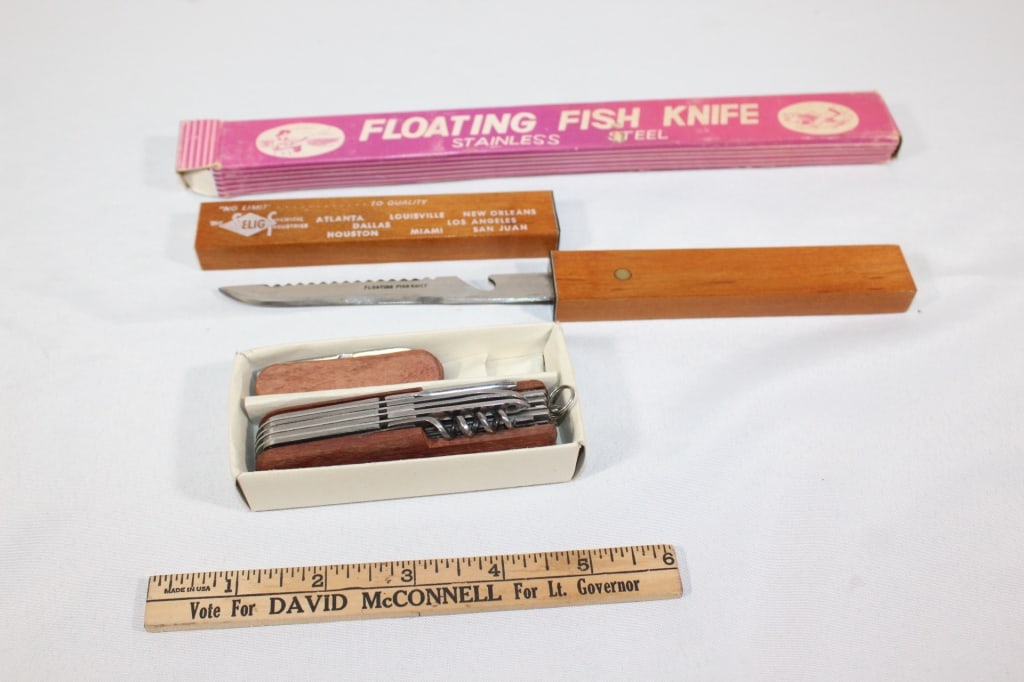 FLOATING FISH KNIFE
STAINLESS STEEL
"NO LIMIT" TO QUALITY
SELIG
ATLANTA LOUISVILLE NEW ORLEANS
DALLAS LOS ANGELES
HOUSTON MIAMI SAN JUAN
FLOATING FISH KNIFE
1 2 3 4 5 6
MADE IN USA
Vote For DAVID McCONNELL For Lt. Governor